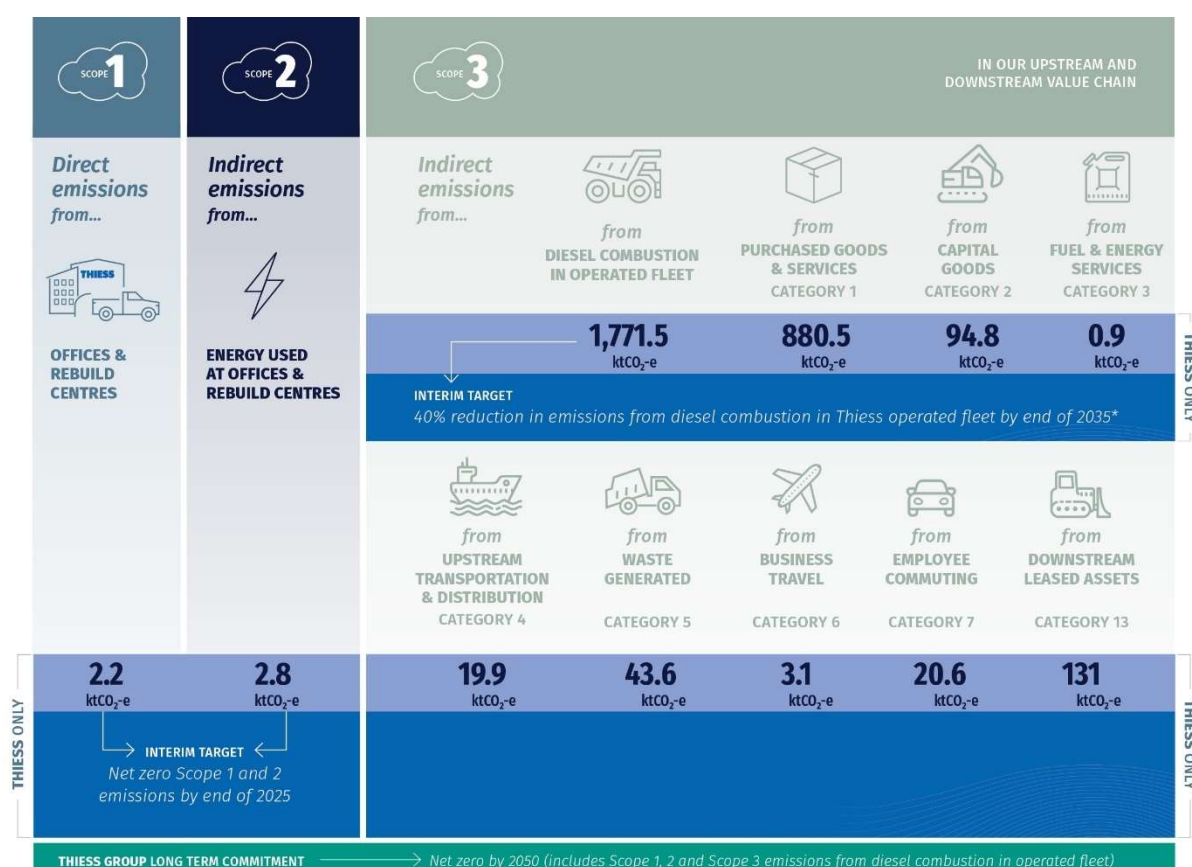 SCOPE 1
SCOPE 2
SCOPE 3
IN OUR UPSTREAM AND
DOWNSTREAM VALUE CHAIN
Direct
emissions
from...
THIESS
OFFICES &
REBUILD
CENTRES
Indirect
emissions
from...
ENERGY USED
AT OFFICES &
REBUILD CENTRES
Indirect
emissions
from...
from
DIESEL COMBUSTION
IN OPERATED FLEET
from
PURCHASED GOODS
& SERVICES
CATEGORY 1
from
CAPITAL
GOODS
CATEGORY 2
from
FUEL & ENERGY
SERVICES
CATEGORY 3
1,771.5
ktCO₂-e
880.5
ktCO₂-e
94.8
ktCO₂-e
0.9
ktCO₂-e
THIESS ONLY
INTERIM TARGET
40% reduction in emissions from diesel combustion in Thiess operated fleet by end of 2035*
from
UPSTREAM
TRANSPORTATION
& DISTRIBUTION
CATEGORY 4
from
WASTE
GENERATED
CATEGORY 5
from
BUSINESS
TRAVEL
CATEGORY 6
from
EMPLOYEE
COMMUTING
CATEGORY 7
from
DOWNSTREAM
LEASED ASSETS
CATEGORY 13
THIESS ONLY
2.2
ktCO₂-e
2.8
ktCO₂-e
19.9
ktCO₂-e
43.6
ktCO₂-e
3.1
ktCO₂-e
20.6
ktCO₂-e
131
ktCO₂-e
THIESS ONLY
INTERIM TARGET
Net zero Scope 1 and 2
emissions by end of 2025
THIESS GROUP LONG TERM COMMITMENT
Net zero by 2050 (includes Scope 1, 2 and Scope 3 emissions from diesel combustion in operated fleet)